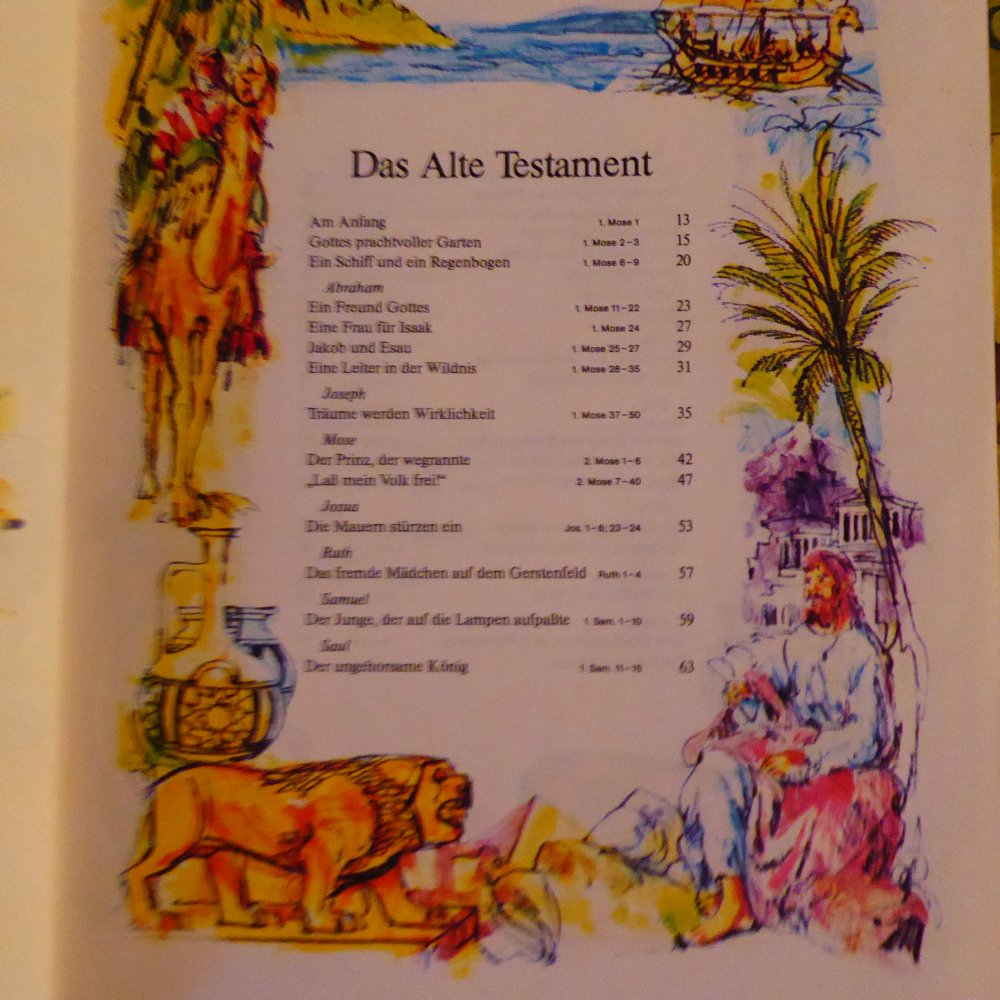 Das Alte Testament
Am Anfang 1. Mose 1 13
Gottes prachtvoller Garten 1. Mose 2–3 15
Ein Schiff und ein Regenbogen 1. Mose 6–9 20
Abraham
Ein Freund Gottes 1. Mose 11–22 23
Eine Frau für Isaak 1. Mose 24 27
Jakob und Esau 1. Mose 25–27 29
Eine Leiter in der Wildnis 1. Mose 28–35 31
Joseph
Träume werden Wirklichkeit 1. Mose 37–50 35
Mose
Der Prinz, der wegrannte 2. Mose 1–6 42
„Laß mein Volk frei!“ 2. Mose 7–40 47
Josua
Die Mauern stürzen ein Jos. 1–6; 23–24 53
Ruth
Das fremde Mädchen auf dem Gerstenfeld Ruth 1–4 57
Samuel
Der Junge, der auf die Lampen aufpaßte 1. Sam. 1–10 59
Saul
Der ungehorsame König 1. Sam. 11–15 63